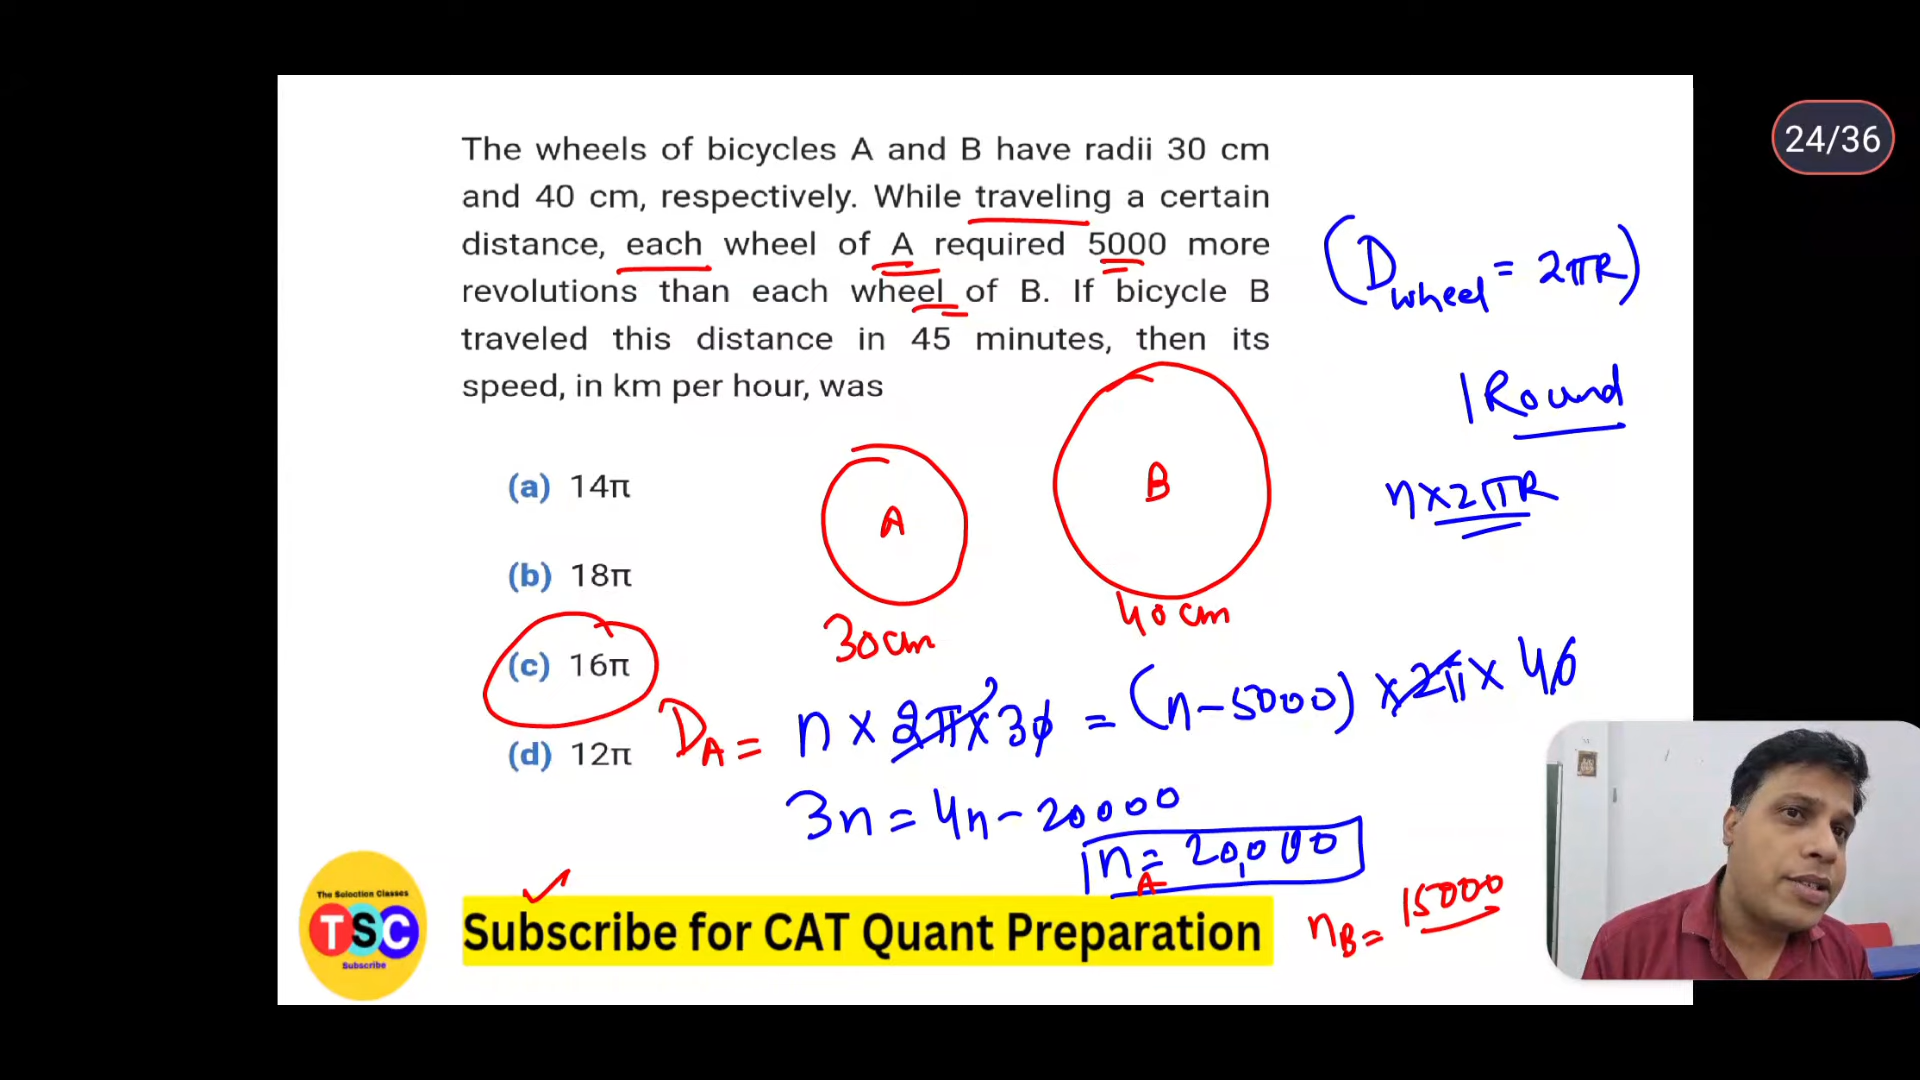 24/36
The wheels of bicycles A and B have radii 30 cm
and 40 cm, respectively. While traveling a certain
distance, each wheel of A required 5000 more
revolutions than each wheel of B. If bicycle B
traveled this distance in 45 minutes, then its
speed, in km per hour, was
(a) 14π
(b) 18π
(c) 16π
(d) 12π
(D wheel = 2πR)
1 Round
n×2πR
A
B
30cm
40cm
D_A = n × 2π × 30 = (n-5000) × 2π × 40
3n = 4n - 20000
n_A = 20,000
n_B = 15000
The Selection Classes
TSC
Subscribe
Subscribe for CAT Quant Preparation